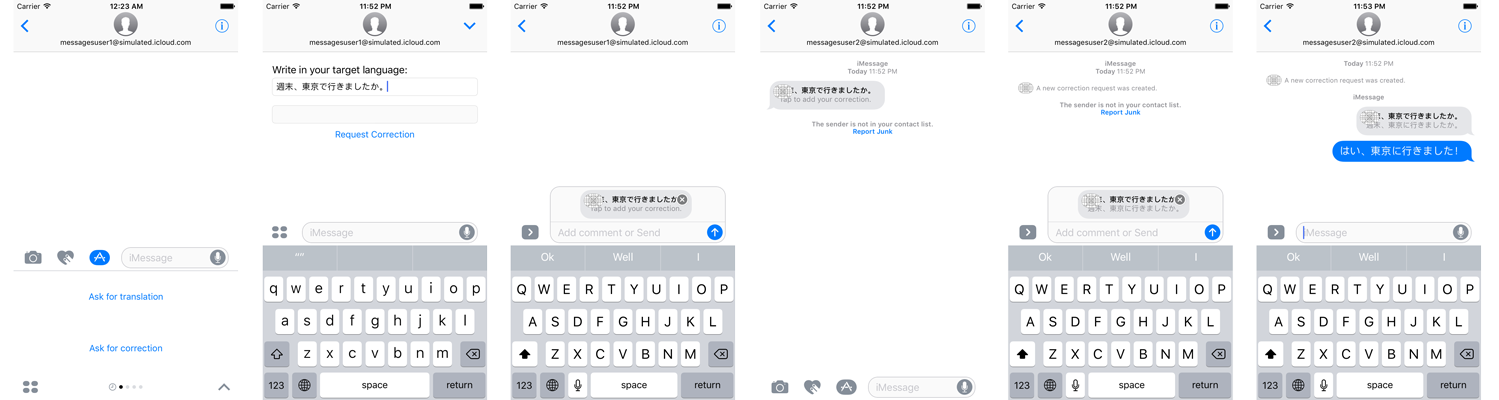 Carrier 12:23 AM
messagesuser1@simulated.icloud.com
iMessage
Ask for translation
Ask for correction
Carrier 11:52 PM
messagesuser1@simulated.icloud.com
Write in your target language:
週末、東京で行きましたか。
Request Correction
iMessage
“”
q w e r t y u i o p
a s d f g h j k l
z x c v b n m
123 space return
Carrier 11:52 PM
messagesuser1@simulated.icloud.com
、東京で行きましたか
Tap to add your correction.
Add comment or Send
Ok Well I
Q W E R T Y U I O P
A S D F G H J K L
Z X C V B N M
123 space return
Carrier 11:52 PM
messagesuser2@simulated.icloud.com
iMessage
Today 11:52 PM
、東京で行きましたか。
Tap to add your correction.
The sender is not in your contact list.
Report Junk
iMessage
Carrier 11:52 PM
messagesuser2@simulated.icloud.com
iMessage
Today 11:52 PM
A new correction request was created.
The sender is not in your contact list.
Report Junk
、東京で行きましたか
週末、東京に行きましたか。
Add comment or Send
Ok Well I
Q W E R T Y U I O P
A S D F G H J K L
Z X C V B N M
123 space return
Carrier 11:53 PM
messagesuser2@simulated.icloud.com
Today 11:52 PM
A new correction request was created.
iMessage
、東京で行きましたか。
週末、東京に行きましたか。
はい、東京に行きました！
iMessage
Ok Well I
Q W E R T Y U I O P
A S D F G H J K L
Z X C V B N M
123 space return